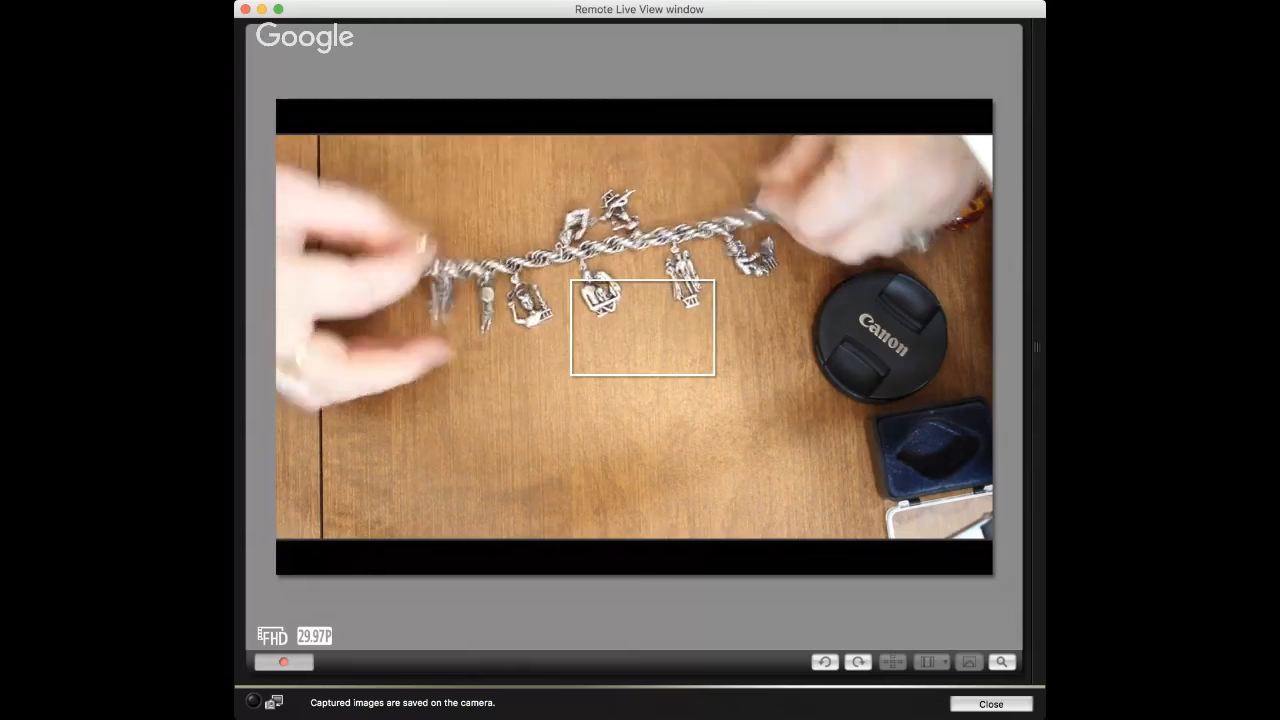 Remote Live View window
Google
Canon
FHD 29.97P
Captured images are saved on the camera.
Close